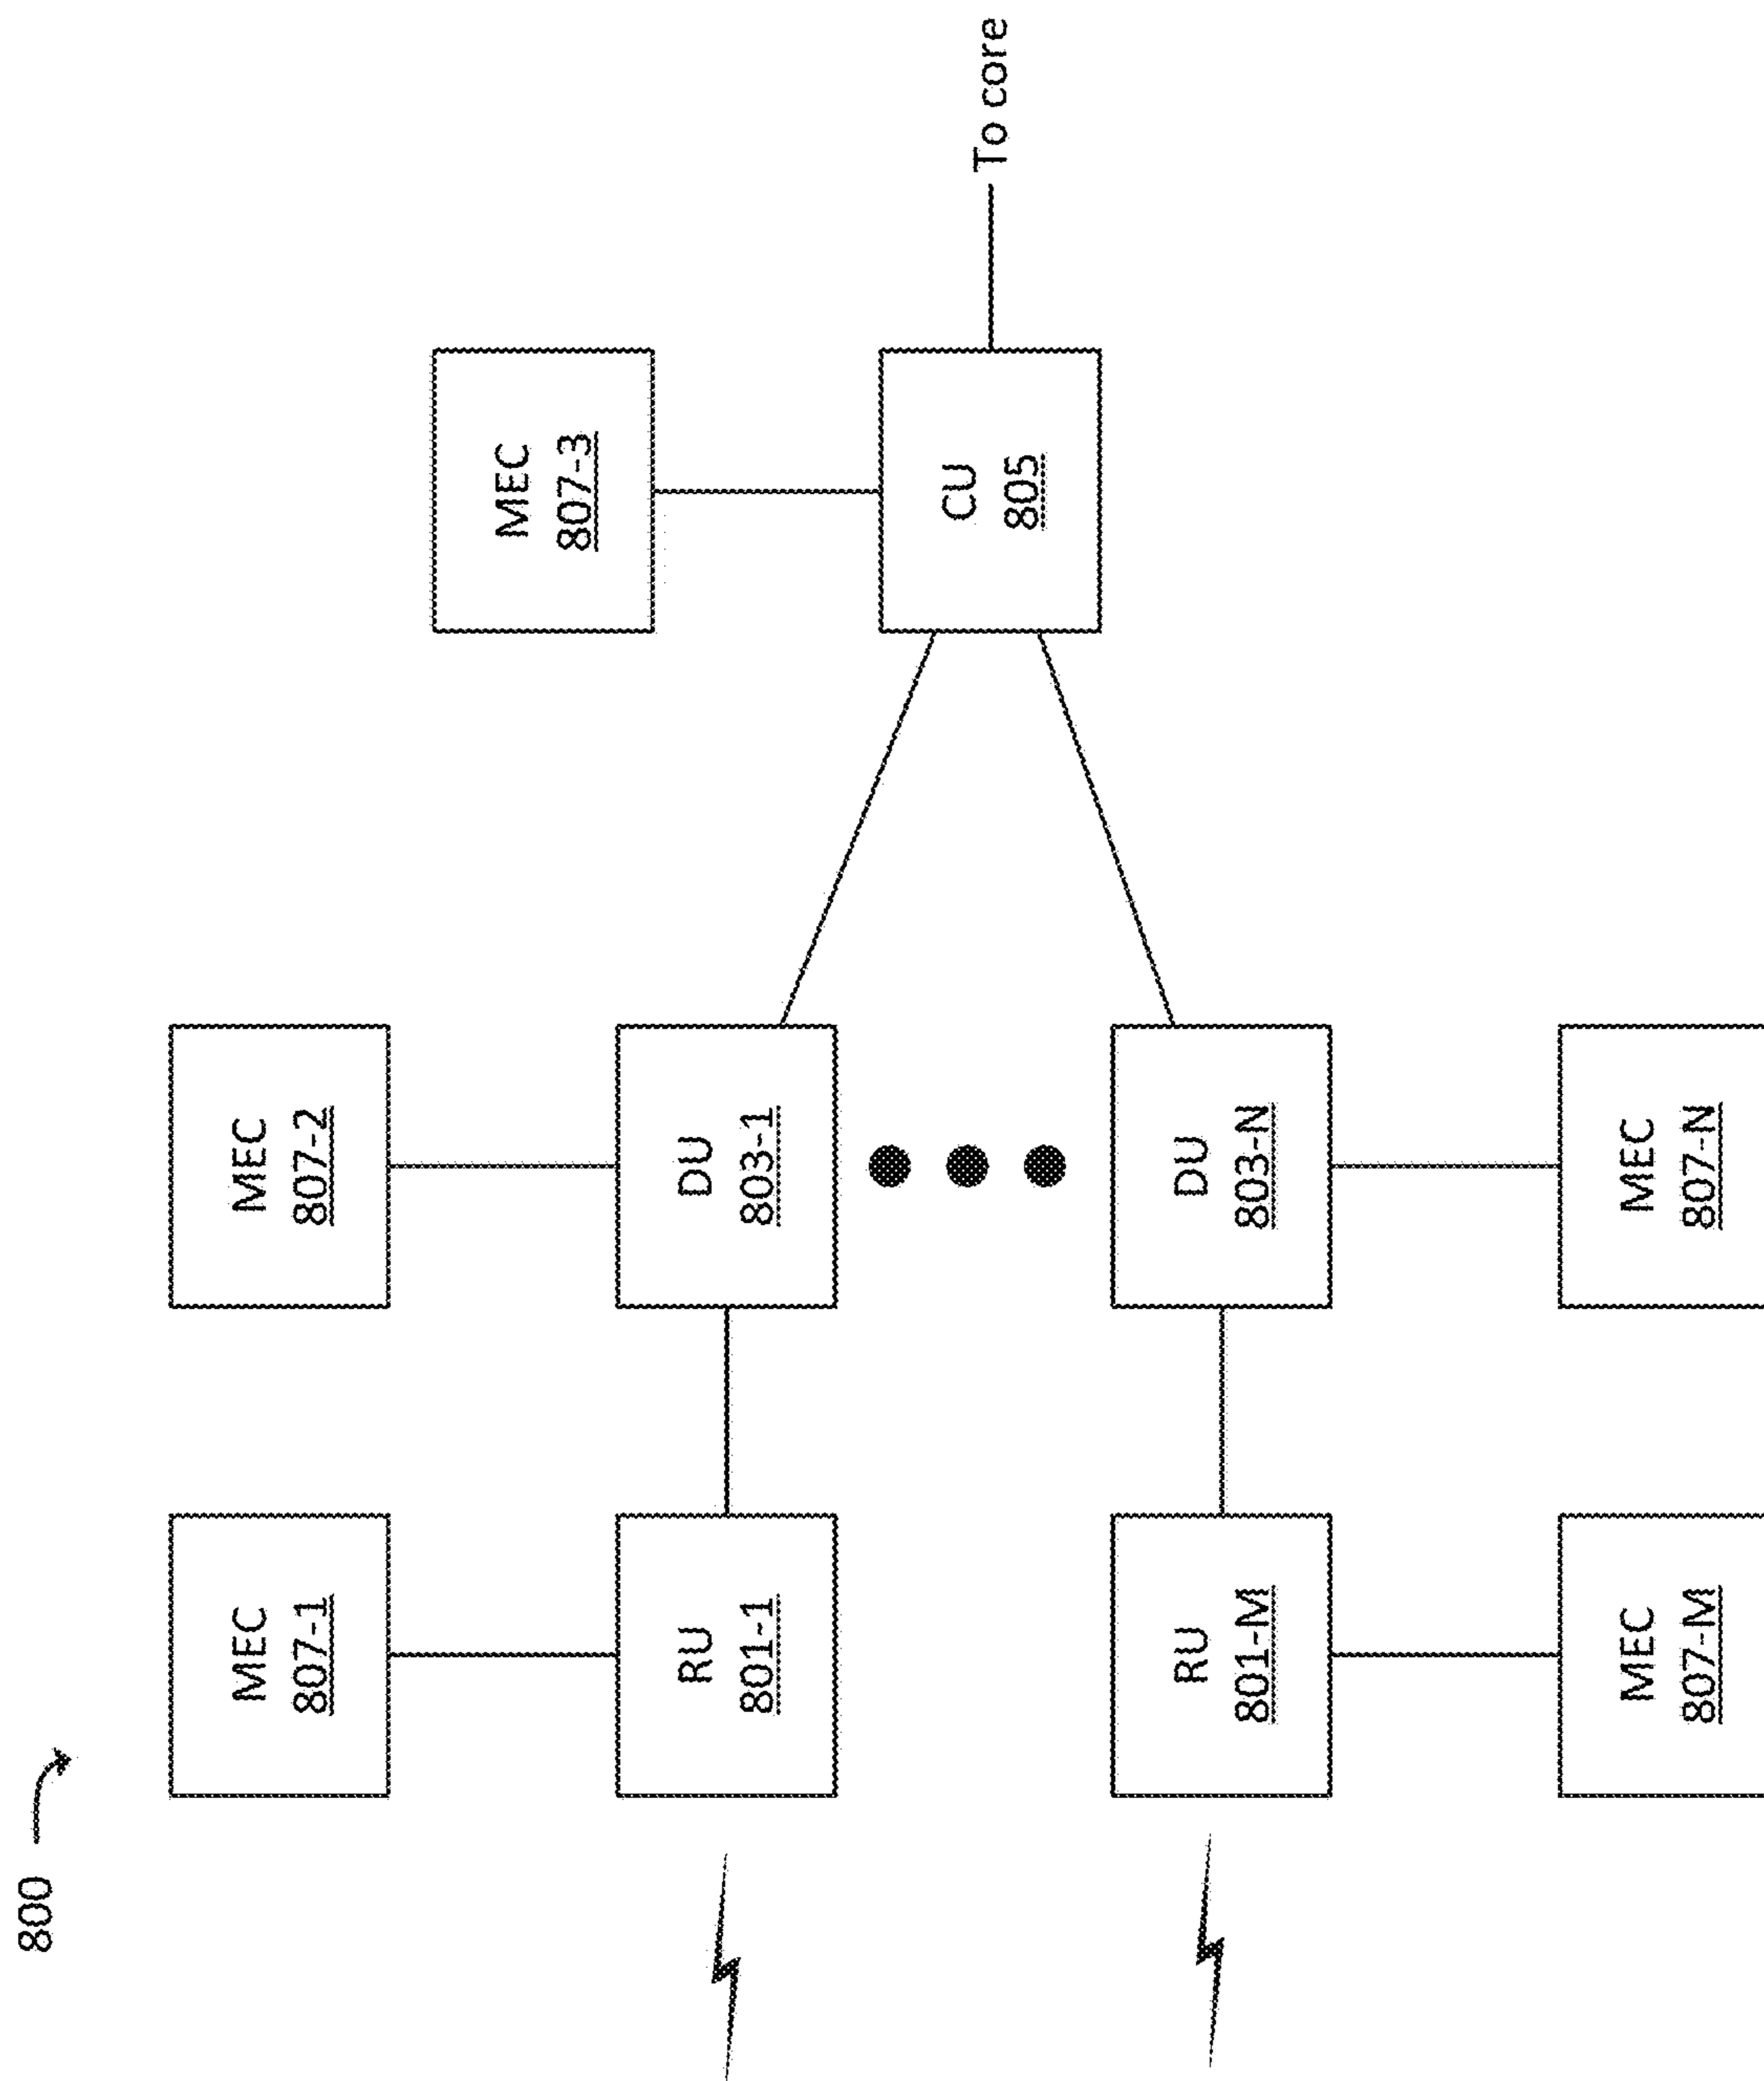 800
MEC
807-1
MEC
807-2
MEC
807-3
RU
801-1
DU
803-1
CU
805
To core
RU
801-M
DU
803-N
MEC
807-M
MEC
807-N